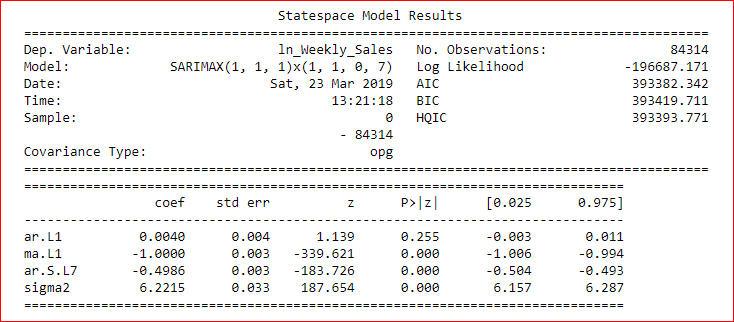 Statespace Model Results
==========================================================================================
Dep. Variable: ln_Weekly_Sales No. Observations: 84314
Model: SARIMAX(1, 1, 1)x(1, 1, 0, 7) Log Likelihood -196687.171
Date: Sat, 23 Mar 2019 AIC 393382.342
Time: 13:21:18 BIC 393419.711
Sample: 0 HQIC 393393.771
- 84314
Covariance Type: opg
==========================================================================================
==============================================================================
coef std err z P>|z| [0.025 0.975]
------------------------------------------------------------------------------
ar.L1 0.0040 0.004 1.139 0.255 -0.003 0.011
ma.L1 -1.0000 0.003 -339.621 0.000 -1.006 -0.994
ar.S.L7 -0.4986 0.003 -183.726 0.000 -0.504 -0.493
sigma2 6.2215 0.033 187.654 0.000 6.157 6.287
==============================================================================